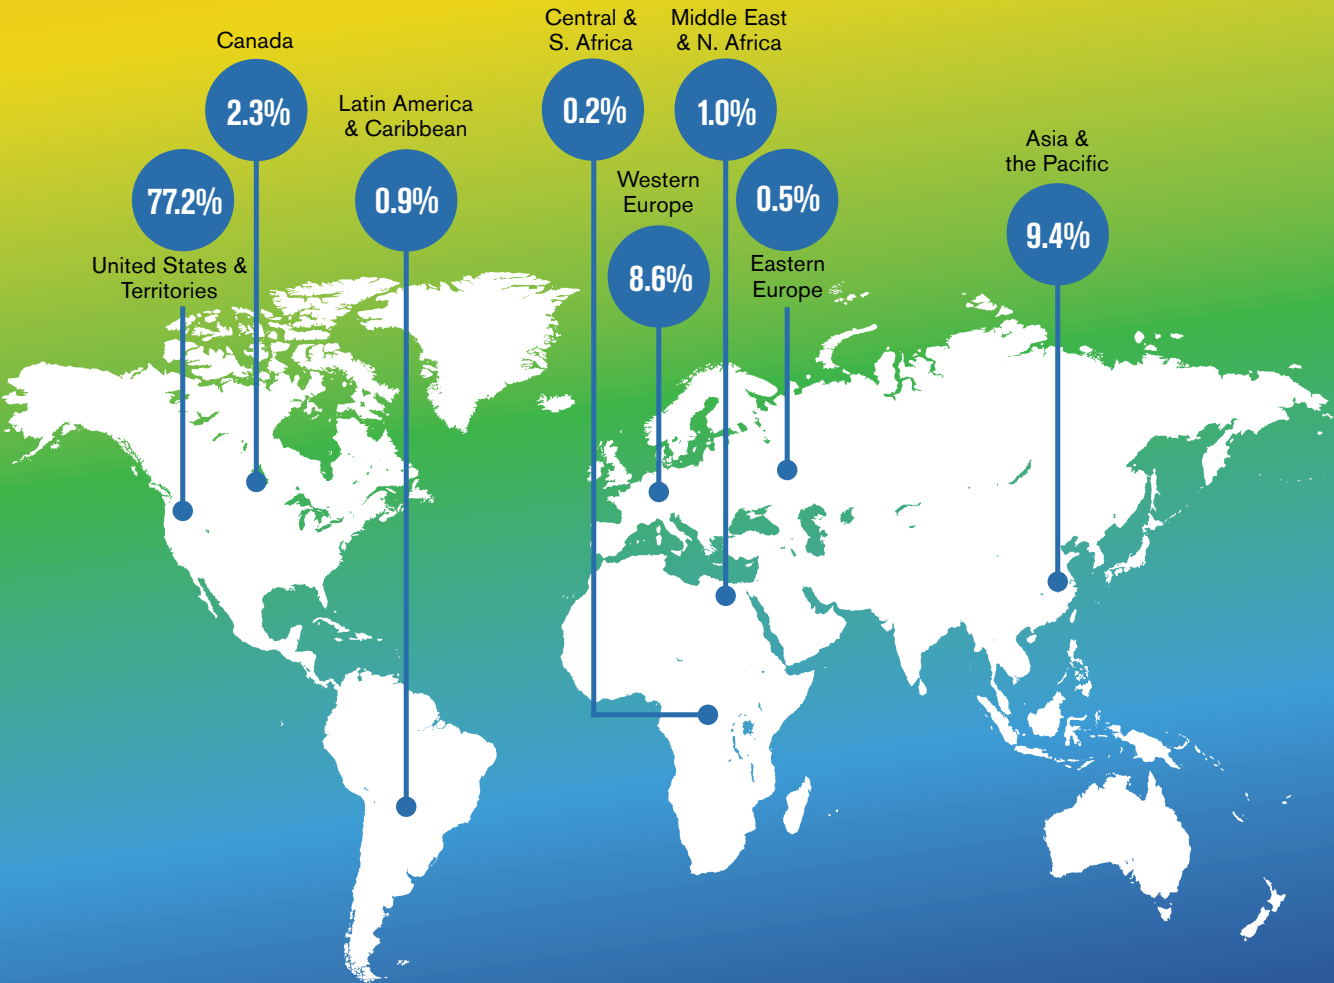 Canada
2.3%
77.2%
United States &
Territories
Latin America
& Caribbean
0.9%
Central &
S. Africa
0.2%
Western
Europe
8.6%
Middle East
& N. Africa
1.0%
0.5%
Eastern
Europe
Asia &
the Pacific
9.4%